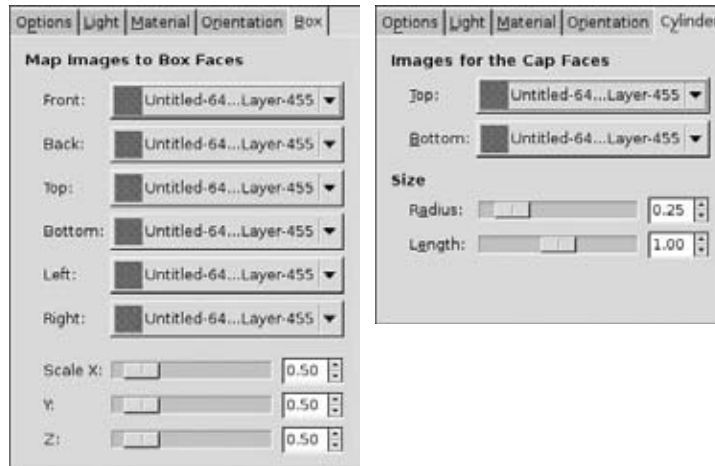 Options Light Material Orientation Box
Map Images to Box Faces
Front: Untitled-64...Layer-455
Back: Untitled-64...Layer-455
Top: Untitled-64...Layer-455
Bottom: Untitled-64...Layer-455
Left: Untitled-64...Layer-455
Right: Untitled-64...Layer-455
Scale X: 0.50
Y: 0.50
Z: 0.50
Options Light Material Orientation Cylinder
Images for the Cap Faces
Top: Untitled-64...Layer-455
Bottom: Untitled-64...Layer-455
Size
Radius: 0.25
Length: 1.00